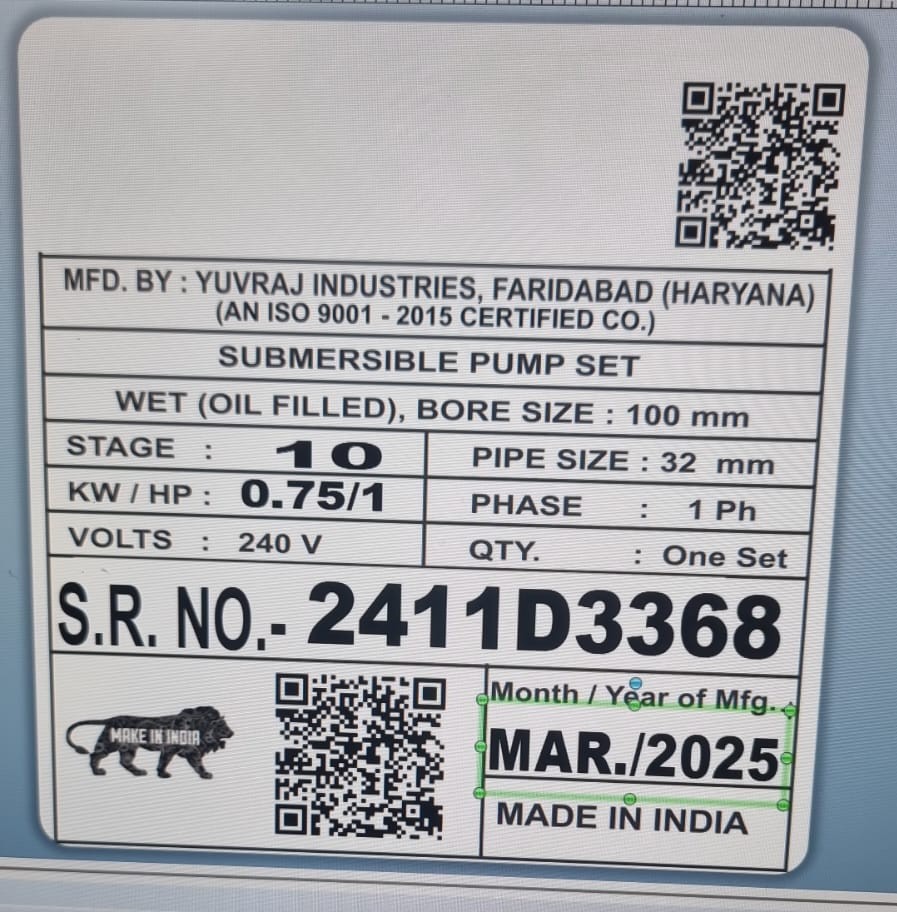 MFD. BY : YUVRAJ INDUSTRIES, FARIDABAD (HARYANA)
(AN ISO 9001 - 2015 CERTIFIED CO.)
SUBMERSIBLE PUMP SET
WET (OIL FILLED), BORE SIZE : 100 mm
STAGE : 10
PIPE SIZE : 32 mm
KW / HP : 0.75/1
PHASE : 1 Ph
VOLTS : 240 V
QTY. : One Set
S.R. NO.- 2411D3368
MAKE IN INDIA
Month / Year of Mfg..
MAR./2025
MADE IN INDIA